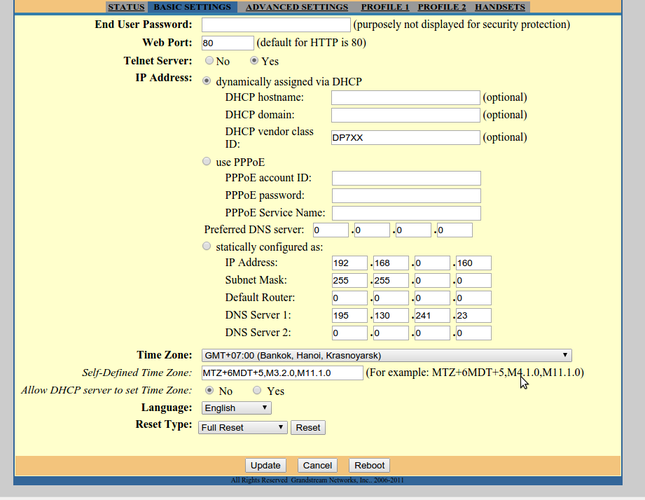 STATUS BASIC SETTINGS ADVANCED SETTINGS PROFILE 1 PROFILE 2 HANDSETS
End User Password: (purposely not displayed for security protection)
Web Port: 80 (default for HTTP is 80)
Telnet Server: No Yes
IP Address: dynamically assigned via DHCP
DHCP hostname: (optional)
DHCP domain: (optional)
DHCP vendor class
ID: DP7XX (optional)
use PPPoE
PPPoE account ID:
PPPoE password:
PPPoE Service Name:
Preferred DNS server: 0 .0 .0 .0
statically configured as:
IP Address: 192 .168 .0 .160
Subnet Mask: 255 .255 .0 .0
Default Router: 0 .0 .0 .0
DNS Server 1: 195 .130 .241 .23
DNS Server 2: 0 .0 .0 .0
Time Zone: GMT+07:00 (Bankok, Hanoi, Krasnoyarsk)
Self-Defined Time Zone: MTZ+6MDT+5,M3.2.0,M11.1.0 (For example: MTZ+6MDT+5,M4.1.0,M11.1.0)
Allow DHCP server to set Time Zone: No Yes
Language: English
Reset Type: Full Reset Reset
Update Cancel Reboot
All Rights Reserved Grandstream Networks, Inc. 2006-2011